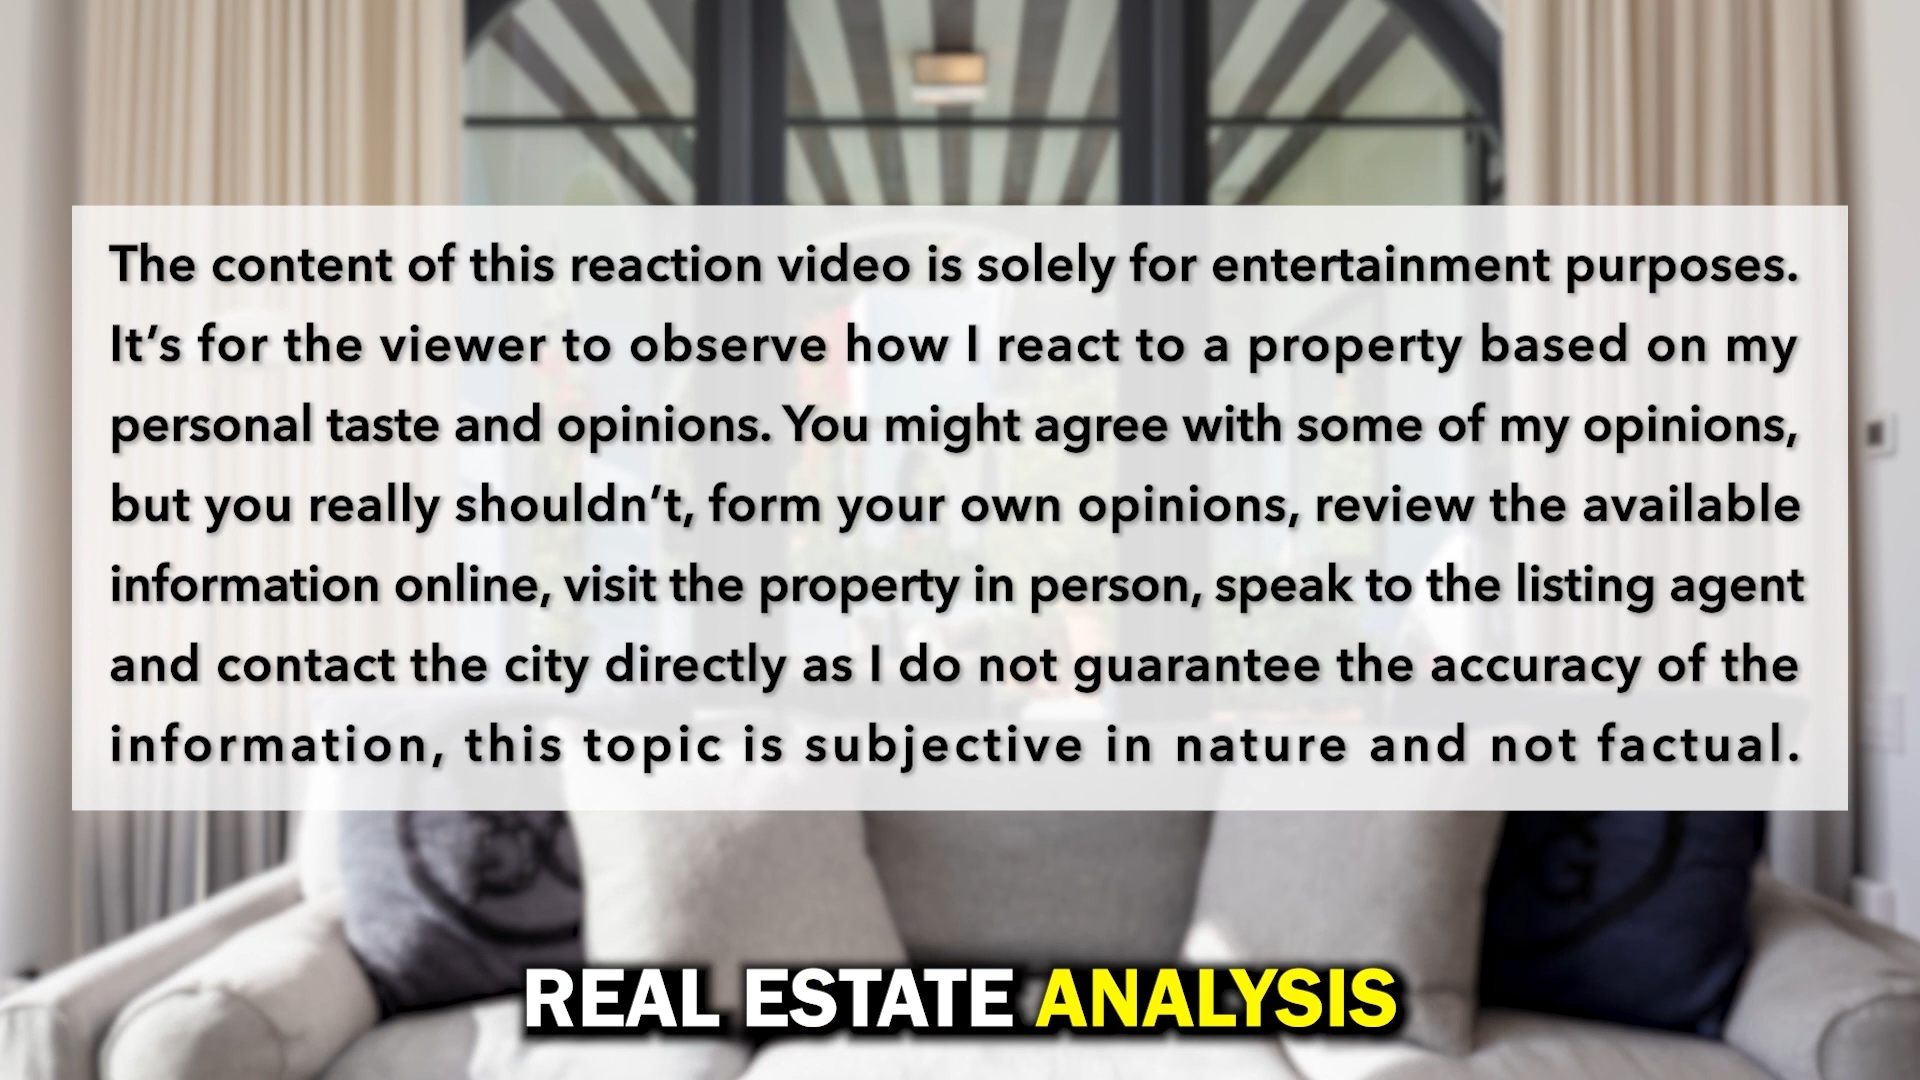 The content of this reaction video is solely for entertainment purposes.
It’s for the viewer to observe how I react to a property based on my
personal taste and opinions. You might agree with some of my opinions,
but you really shouldn’t, form your own opinions, review the available
information online, visit the property in person, speak to the listing agent
and contact the city directly as I do not guarantee the accuracy of the
information, this topic is subjective in nature and not factual.
REAL ESTATE ANALYSIS